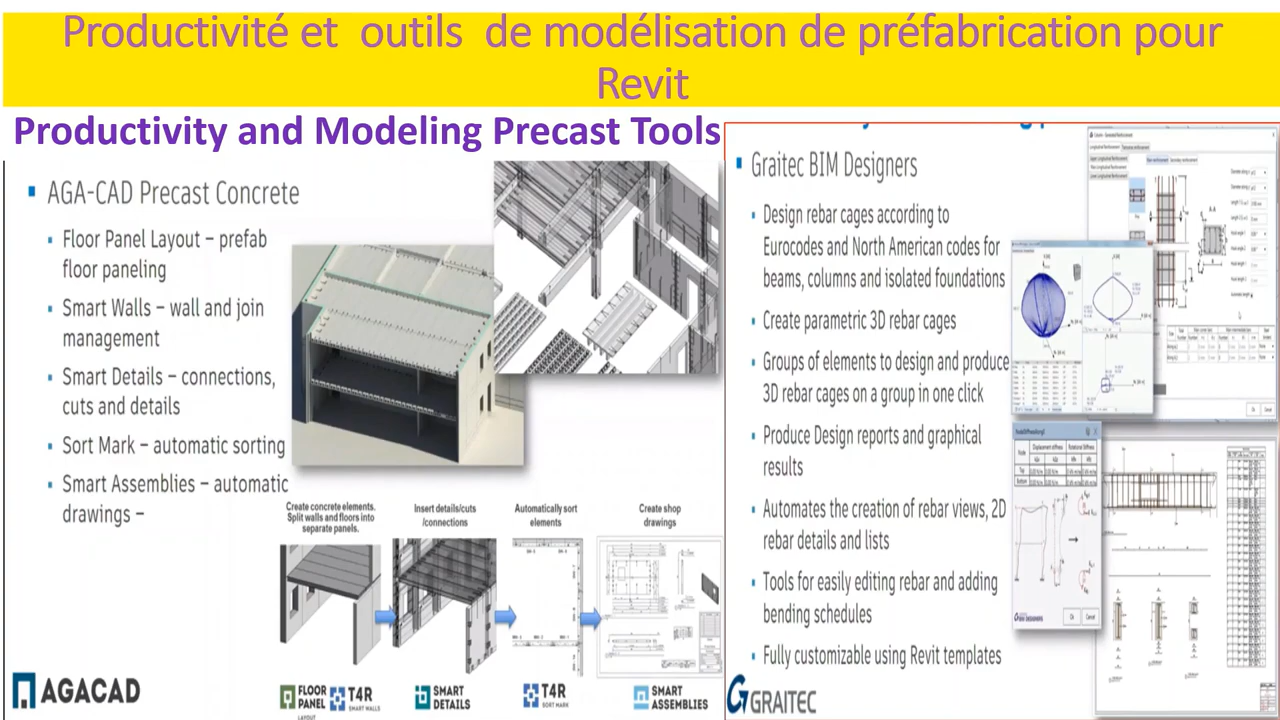 Productivité et outils de modélisation de préfabrication pour
Revit
Productivity and Modeling Precast Tools
AGA-CAD Precast Concrete
Floor Panel Layout – prefab
floor paneling
Smart Walls – wall and join
management
Smart Details – connections,
cuts and details
Sort Mark – automatic sorting
Smart Assemblies – automatic
drawings –
Create concrete elements.
Split walls and floors into
separate panels.
Insert details/cuts
/connections
Automatically sort
elements
Create shop
drawings
AGACAD
FLOOR
PANEL
LAYOUT
T4R
SMART WALLS
SMART
DETAILS
T4R
SORT MARK
SMART
ASSEMBLIES
Graitec BIM Designers
Design rebar cages according to
Eurocodes and North American codes for
beams, columns and isolated foundations
Create parametric 3D rebar cages
Groups of elements to design and produce
3D rebar cages on a group in one click
Produce Design reports and graphical
results
Automates the creation of rebar views, 2D
rebar details and lists
Tools for easily editing rebar and adding
bending schedules
Fully customizable using Revit templates
GRAITEC